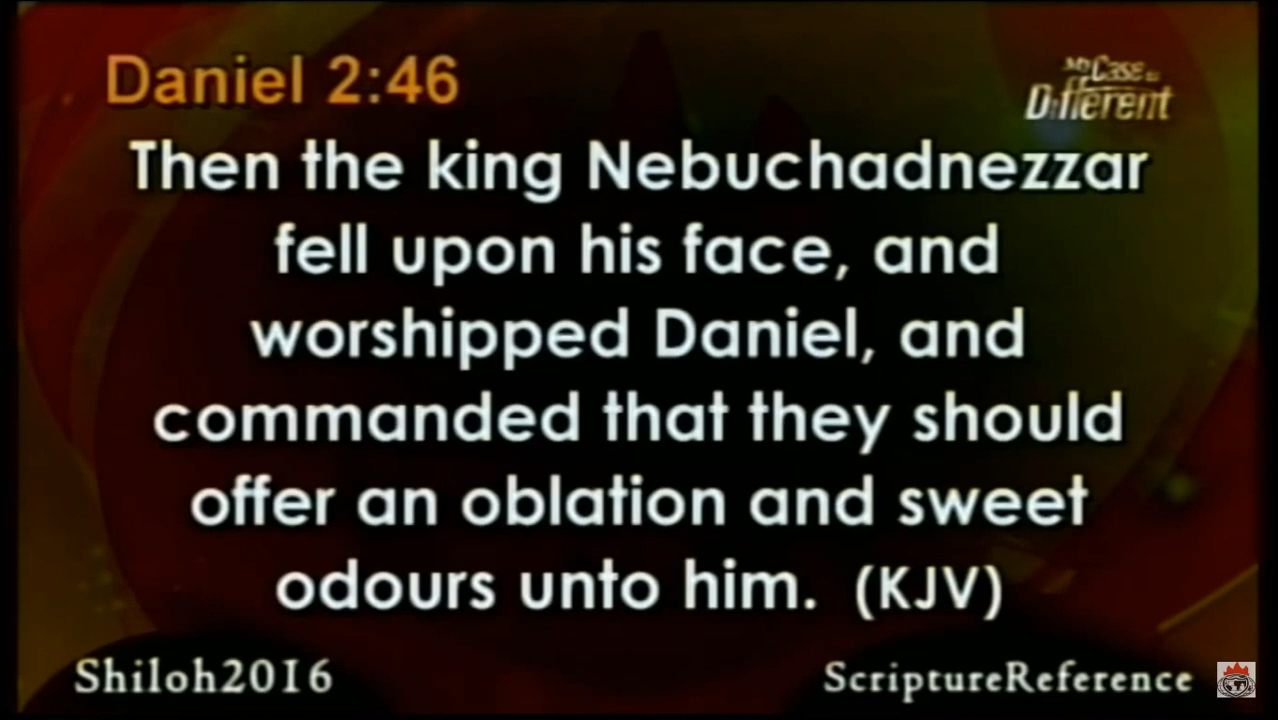 Daniel 2:46
My Case is
Different
Then the king Nebuchadnezzar
fell upon his face, and
worshipped Daniel, and
commanded that they should
offer an oblation and sweet
odours unto him. (KJV)
Shiloh2016
ScriptureReference